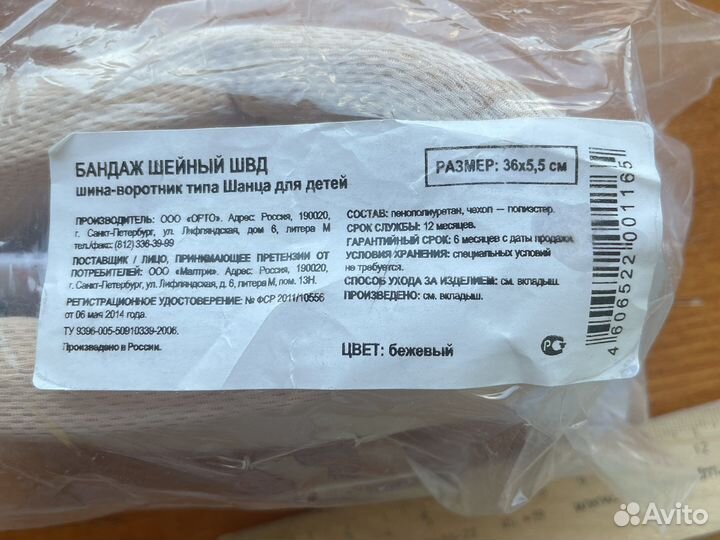 БАНДАЖ ШЕЙНЫЙ ШВД
шина-воротник типа Шанца для детей
РАЗМЕР: 36х5,5 см
ПРОИЗВОДИТЕЛЬ: ООО «ОРТО». Адрес: Россия, 190020,
г. Санкт-Петербург, ул. Лифляндская, дом 6, литера М
тел./факс: (812) 336-39-99
ПОСТАВЩИК / ЛИЦО, ПРИНИМАЮЩЕЕ ПРЕТЕНЗИИ ОТ
ПОТРЕБИТЕЛЕЙ: ООО «Малтри». Адрес: Россия, 190020,
г. Санкт-Петербург, ул. Лифляндская, д. 6, литера М, пом. 13Н.
РЕГИСТРАЦИОННОЕ УДОСТОВЕРЕНИЕ: № ФСР 2011/10556
от 06 мая 2014 года.
ТУ 9396-005-50910339-2006.
Произведено в России.
СОСТАВ: пенополиуретан, чехол — полиэстер.
СРОК СЛУЖБЫ: 12 месяцев.
ГАРАНТИЙНЫЙ СРОК: 6 месяцев с даты продажи.
УСЛОВИЯ ХРАНЕНИЯ: специальных условий
не требуется.
СПОСОБ УХОДА ЗА ИЗДЕЛИЕМ: см. вкладыш.
ПРОИЗВЕДЕНО: см. вкладыш.
ЦВЕТ: бежевый
4 606522 001165
Avito